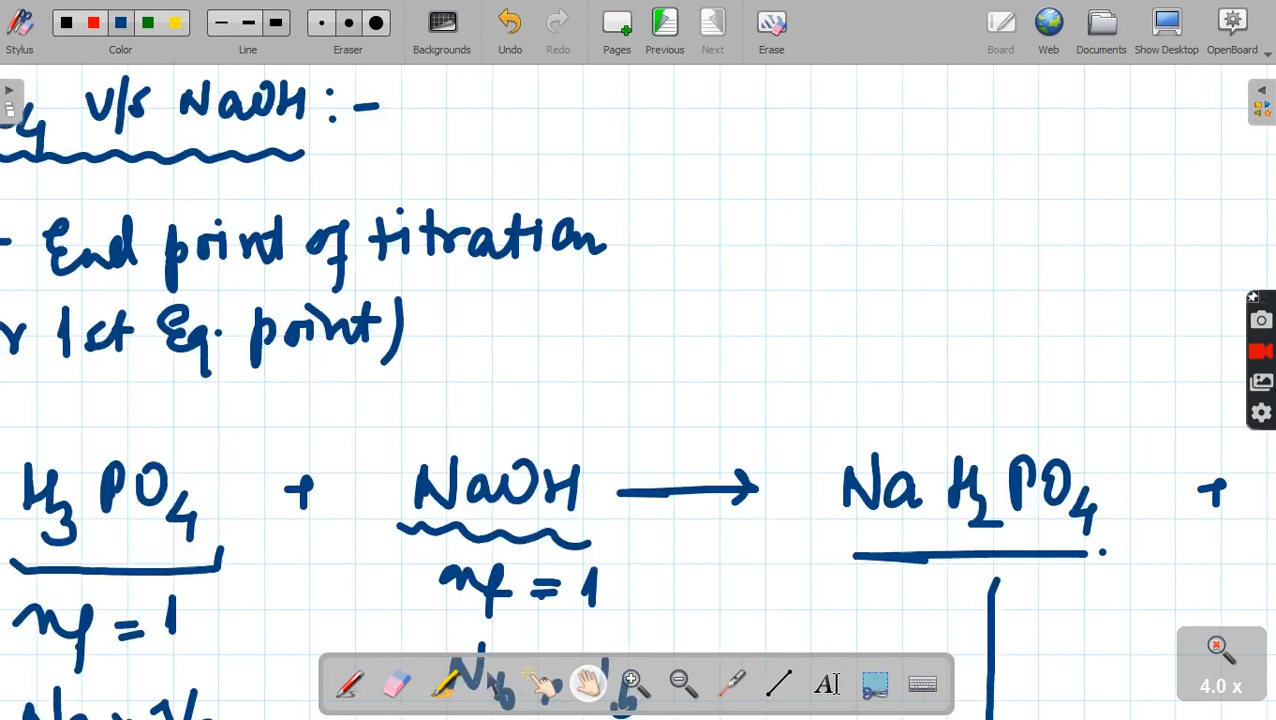 Stylus Color Line Eraser Backgrounds Undo Redo Pages Previous Next Erase Board Web Documents Show Desktop OpenBoard
4 v/s NaOH :-
- End point of titration
r 1st Eq. point)
H3PO4 + NaOH → NaH2PO4 +
nf = 1
nf = 1
4.0 x